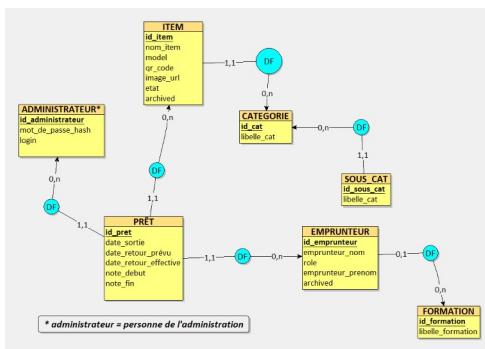 ITEM
id_item
nom_item
model
qr_code
image_url
etat
archived
1,1
DF
0,n
ADMINISTRATEUR*
id_administrateur
mot_de_passe_hash
login
0,n
CATEGORIE
id_cat
libelle_cat
0,n
DF
1,1
0,n
DF
1,1
SOUS_CAT
id_sous_cat
libelle_cat
DF
1,1
PRÊT
id_pret
date_sortie
date_retour_prévu
date_retour_effective
note_debut
note_fin
1,1
DF
0,n
EMPRUNTEUR
id_emprunteur
emprunteur_nom
role
emprunteur_prenom
archived
0,1
DF
0,n
FORMATION
id_formation
libelle_formation
* administrateur = personne de l'administration